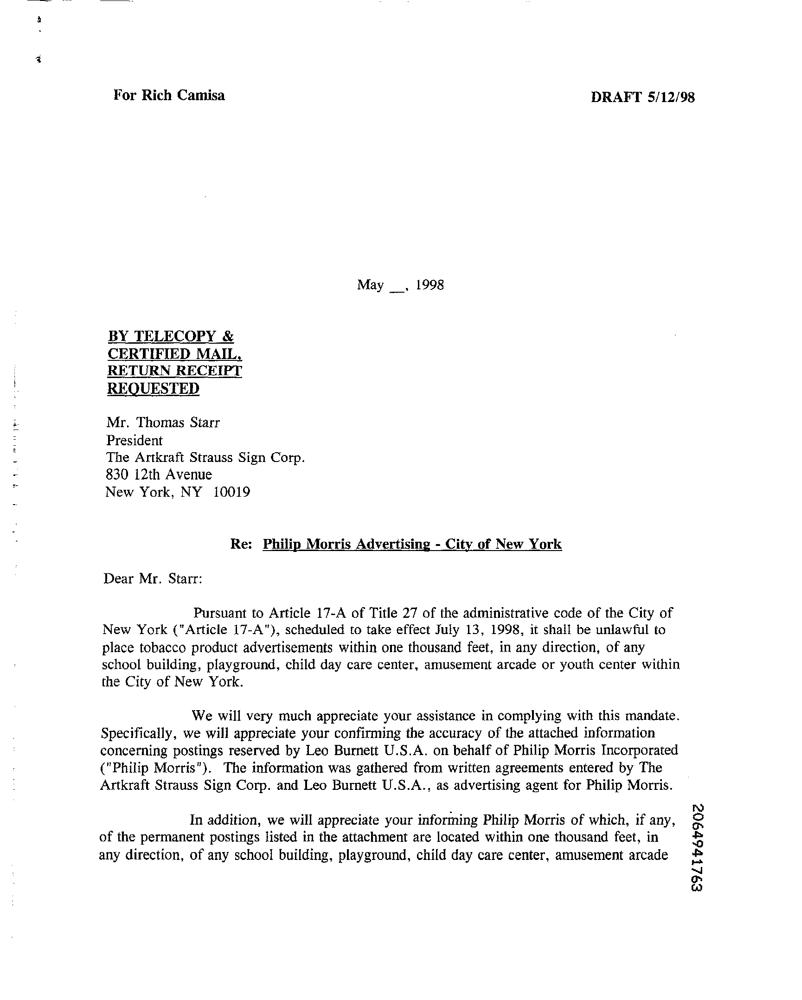 For Rich Camisa
DRAFT 5/12/98
May __, 1998
BY TELECOPY &
CERTIFIED MAIL,
RETURN RECEIPT
REQUESTED
Mr. Thomas Starr
President
The Artkraft Strauss Sign Corp.
830 12th Avenue
New York, NY 10019
Re: Philip Morris Advertising - City of New York
Dear Mr. Starr:
Pursuant to Article 17-A of Title 27 of the administrative code of the City of
New York ("Article 17-A"), scheduled to take effect July 13, 1998, it shall be unlawful to
place tobacco product advertisements within one thousand feet, in any direction, of any
school building, playground, child day care center, amusement arcade or youth center within
the City of New York.
We will very much appreciate your assistance in complying with this mandate.
Specifically, we will appreciate your confirming the accuracy of the attached information
concerning postings reserved by Leo Burnett U.S.A. on behalf of Philip Morris Incorporated
("Philip Morris"). The information was gathered from written agreements entered by The
Artkraft Strauss Sign Corp. and Leo Burnett U.S.A., as advertising agent for Philip Morris.
In addition, we will appreciate your informing Philip Morris of which, if any,
of the permanent postings listed in the attachment are located within one thousand feet, in
any direction, of any school building, playground, child day care center, amusement arcade
2064941763